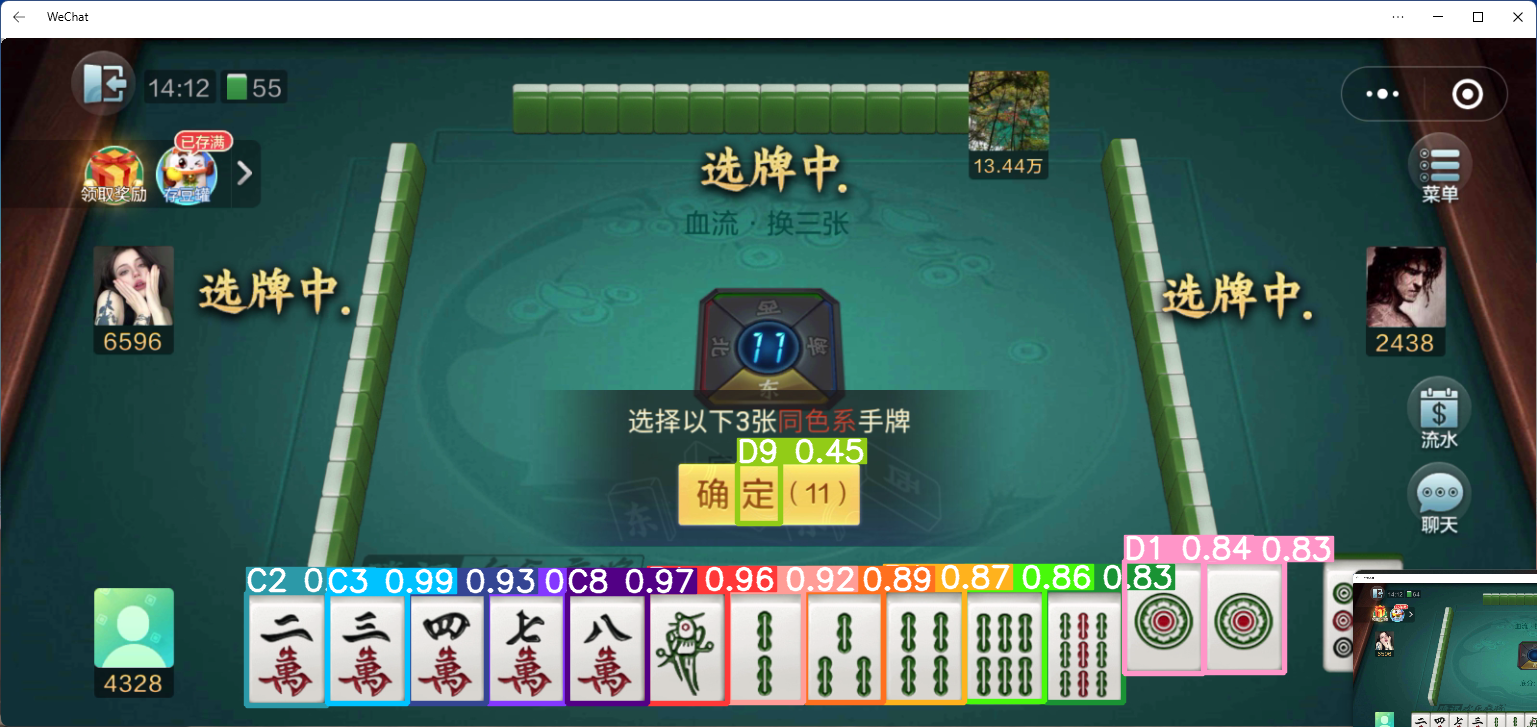 WeChat
14:12
55
已存满
领取奖励
存豆罐
13.44万
选牌中.
血流·换三张
菜单
选牌中.
选牌中.
6596
2438
11
北
东
选择以下3张同色系手牌
D9 0.45
确定（11）
流水
聊天
D1 0.84 0.83
C2 0. C3 0.99 0.93 0 C8 0.97 0.96 0.92 0.89 0.87 0.86 0.83
二 三 四 七 八
萬 萬 萬 萬 萬
4328